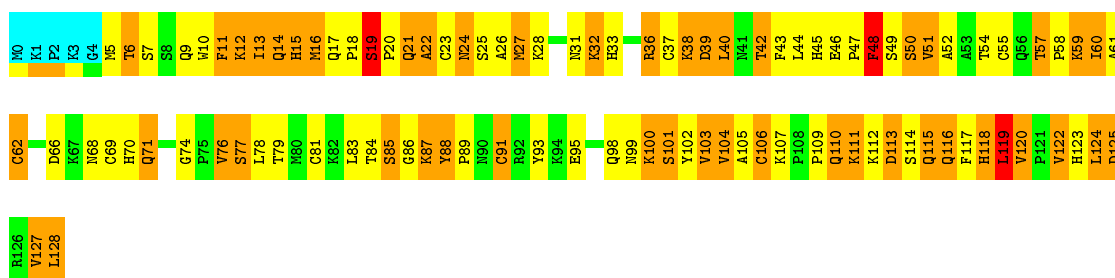 M0 K1 P2 K3 G4 M5 T6 S7 S8 Q9 W10 F11 K12 I13 Q14 H15 M16 Q17 P18 S19 P20 Q21 A22 C23 N24 S25 A26 M27 K28 N31 K32 H33 R36 C37 K38 D39 L40 N41 T42 F43 L44 H45 E46 P47 F48 S49 S50 V51 A52 A53 T54 C55 Q56 T57 P58 K59 I60 A61
C62 D66 K67 N68 C69 H70 Q71 G74 P75 V76 S77 L78 T79 M80 C81 K82 L83 T84 S85 G86 K87 Y88 P89 N90 C91 R92 Y93 K94 E95 Q98 N99 K100 S101 Y102 V103 V104 A105 C106 K107 P108 P109 Q110 K111 K112 D113 S114 Q115 Q116 F117 H118 L119 V120 P121 V122 H123 L124 D125
R126 V127 L128